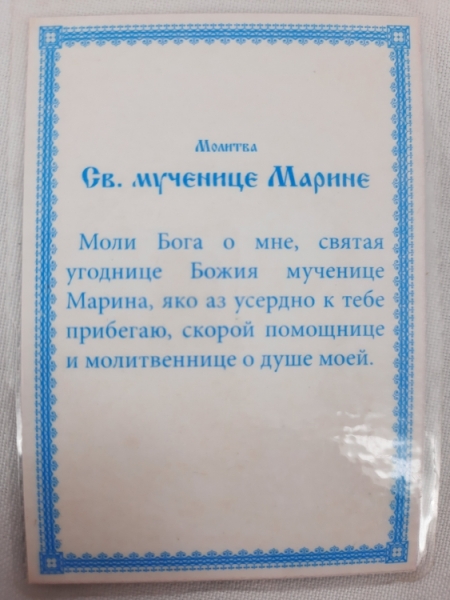 Молитва
Св. мученице Марине
Моли Бога о мне, святая
угоднице Божия мученице
Марина, яко аз усердно к тебе
прибегаю, скорой помощнице
и молитвеннице о душе моей.